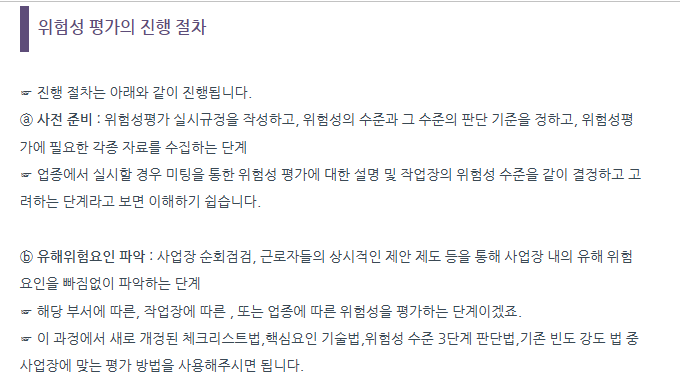 위험성 평가의 진행 절차
☞ 진행 절차는 아래와 같이 진행됩니다.
ⓐ 사전 준비 : 위험성평가 실시규정을 작성하고, 위험성의 수준과 그 수준의 판단 기준을 정하고, 위험성평
가에 필요한 각종 자료를 수집하는 단계
☞ 업종에서 실시할 경우 미팅을 통한 위험성 평가에 대한 설명 및 작업장의 위험성 수준을 같이 결정하고 고
려하는 단계라고 보면 이해하기 쉽습니다.
ⓑ 유해위험요인 파악 : 사업장 순회점검, 근로자들의 상시적인 제안 제도 등을 통해 사업장 내의 유해 위험
요인을 빠짐없이 파악하는 단계
☞ 해당 부서에 따른, 작업장에 따른 , 또는 업종에 따른 위험성을 평가하는 단계이겠죠.
☞ 이 과정에서 새로 개정된 체크리스트법,핵심요인 기술법,위험성 수준 3단계 판단법,기존 빈도 강도 법 중
사업장에 맞는 평가 방법을 사용해주시면 됩니다.